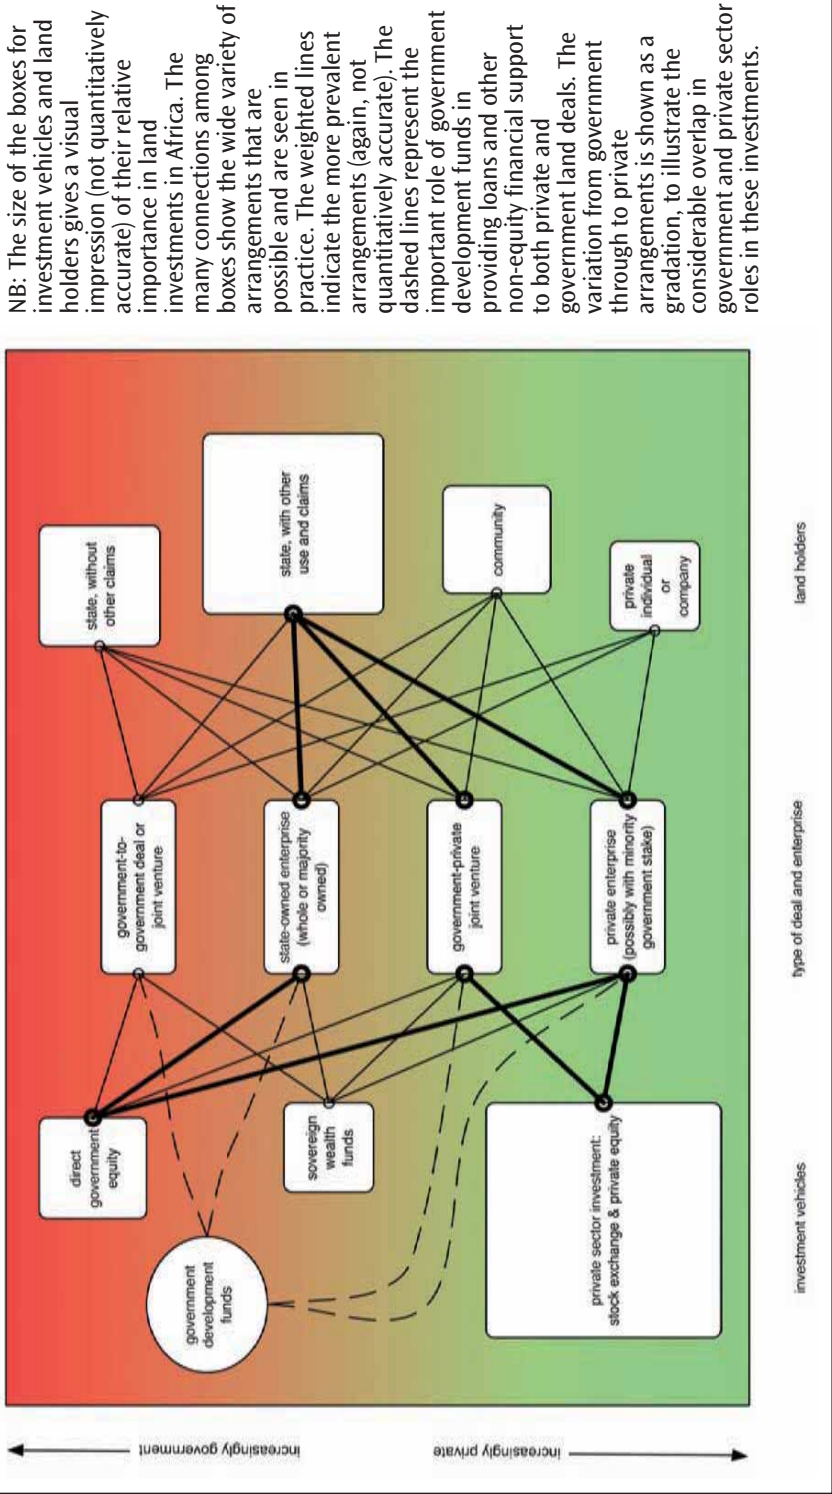 NB: The size of the boxes for
investment vehicles and land
holders gives a visual
impression (not quantitatively
accurate) of their relative
importance in land
investments in Africa. The
many connections among
boxes show the wide variety of
arrangements that are
possible and are seen in
practice. The weighted lines
indicate the more prevalent
arrangements (again, not
quantitatively accurate). The
dashed lines represent the
important role of government
development funds in
providing loans and other
non-equity financial support
to both private and
government land deals. The
variation from government
through to private
arrangements is shown as a
gradation, to illustrate the
considerable overlap in
government and private sector
roles in these investments.
increasingly government
increasingly private
government
development
funds
direct
government
equity
sovereign
wealth
funds
private sector investment:
stock exchange & private equity
government-to-
government deal or
joint venture
state-owned enterprise
(whole or majority
owned)
government-private
joint venture
private enterprise
(possibly with minority
government stake)
state, without
other claims
state, with other
use and claims
community
private
individual
or
company
investment vehicles
type of deal and enterprise
land holders